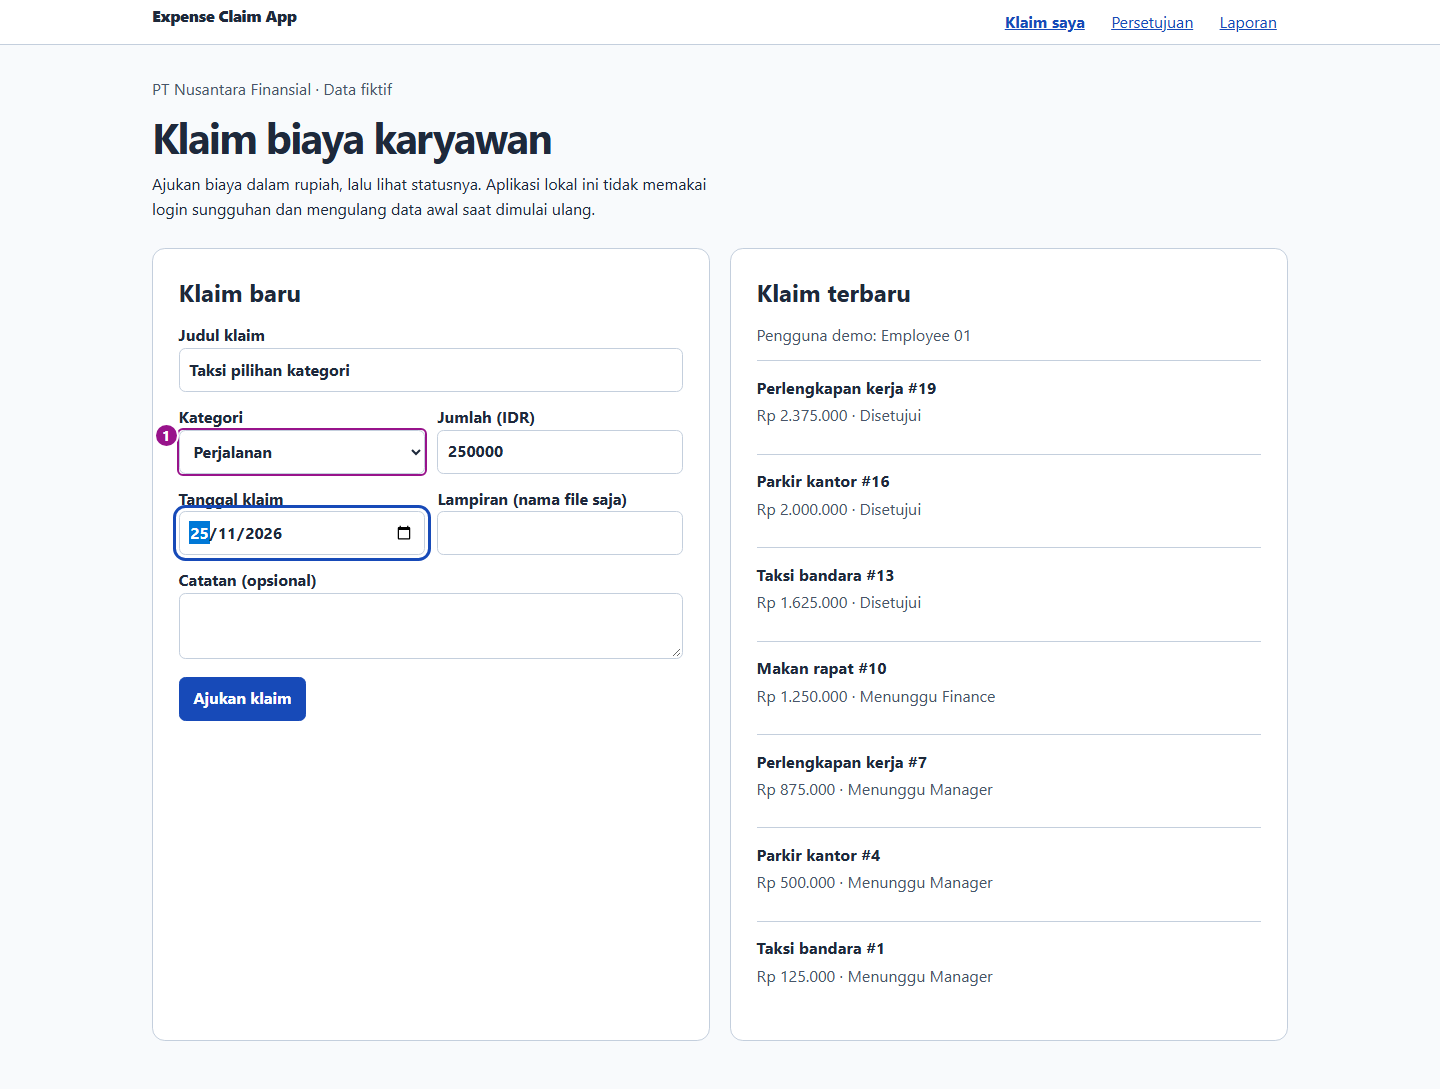 Expense Claim App
Klaim saya
Persetujuan
Laporan
PT Nusantara Finansial · Data fiktif
Klaim biaya karyawan
Ajukan biaya dalam rupiah, lalu lihat statusnya. Aplikasi lokal ini tidak memakai
login sungguhan dan mengulang data awal saat dimulai ulang.
Klaim baru
Judul klaim
Taksi pilihan kategori
Kategori
Jumlah (IDR)
1
Perjalanan
250000
Tanggal klaim
Lampiran (nama file saja)
25/11/2026
Catatan (opsional)
Ajukan klaim
Klaim terbaru
Pengguna demo: Employee 01
Perlengkapan kerja #19
Rp 2.375.000 · Disetujui
Parkir kantor #16
Rp 2.000.000 · Disetujui
Taksi bandara #13
Rp 1.625.000 · Disetujui
Makan rapat #10
Rp 1.250.000 · Menunggu Finance
Perlengkapan kerja #7
Rp 875.000 · Menunggu Manager
Parkir kantor #4
Rp 500.000 · Menunggu Manager
Taksi bandara #1
Rp 125.000 · Menunggu Manager